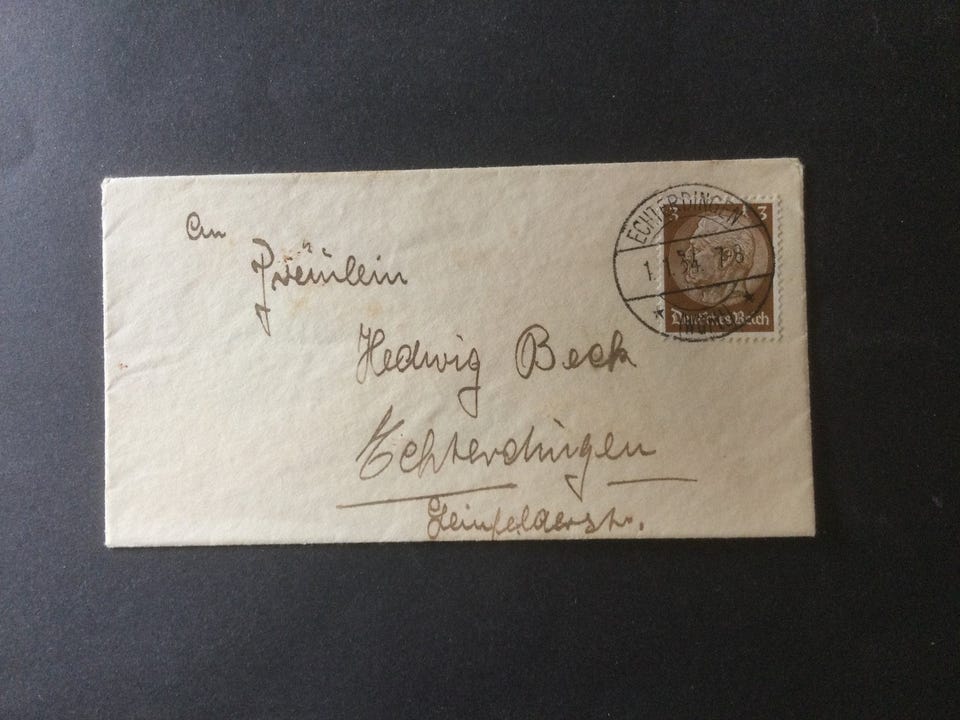 An
Fräulein
Hedwig Beck
Echterdingen
Leinfelderstr.
ECHTERDINGEN
3 3
Deutsches Reich